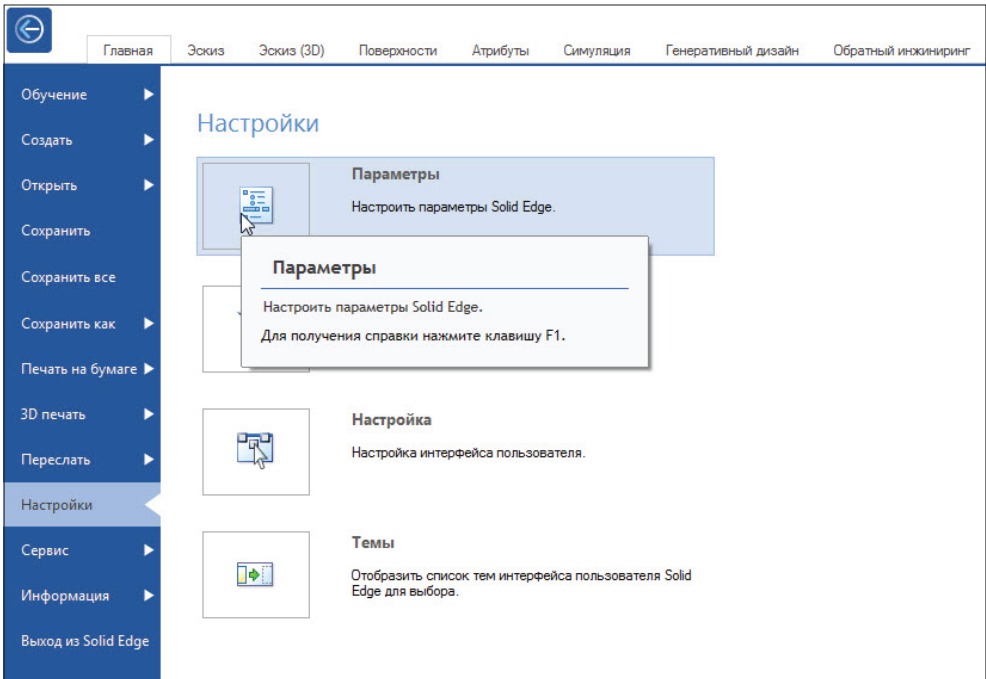 Главная Эскиз Эскиз (3D) Поверхности Атрибуты Симуляция Генеративный дизайн Обратный инжиниринг
Обучение
Создать
Открыть
Сохранить
Сохранить все
Сохранить как
Печать на бумаге
3D печать
Переслать
Настройки
Сервис
Информация
Выход из Solid Edge
Настройки
Параметры
Настроить параметры Solid Edge.
Параметры
Настроить параметры Solid Edge.
Для получения справки нажмите клавишу F1.
Настройка
Настройка интерфейса пользователя.
Темы
Отобразить список тем интерфейса пользователя Solid
Edge для выбора.